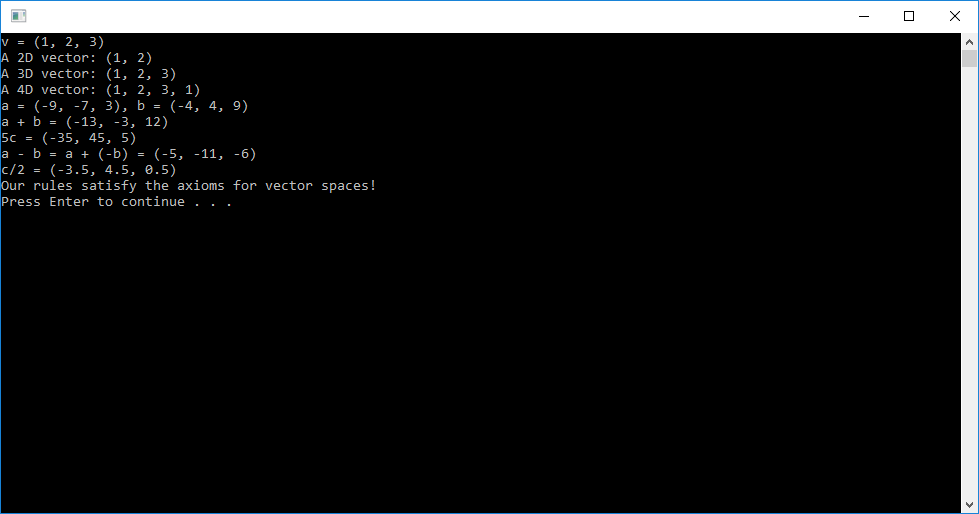 v = (1, 2, 3)
A 2D vector: (1, 2)
A 3D vector: (1, 2, 3)
A 4D vector: (1, 2, 3, 1)
a = (-9, -7, 3), b = (-4, 4, 9)
a + b = (-13, -3, 12)
5c = (-35, 45, 5)
a - b = a + (-b) = (-5, -11, -6)
c/2 = (-3.5, 4.5, 0.5)
Our rules satisfy the axioms for vector spaces!
Press Enter to continue . . .